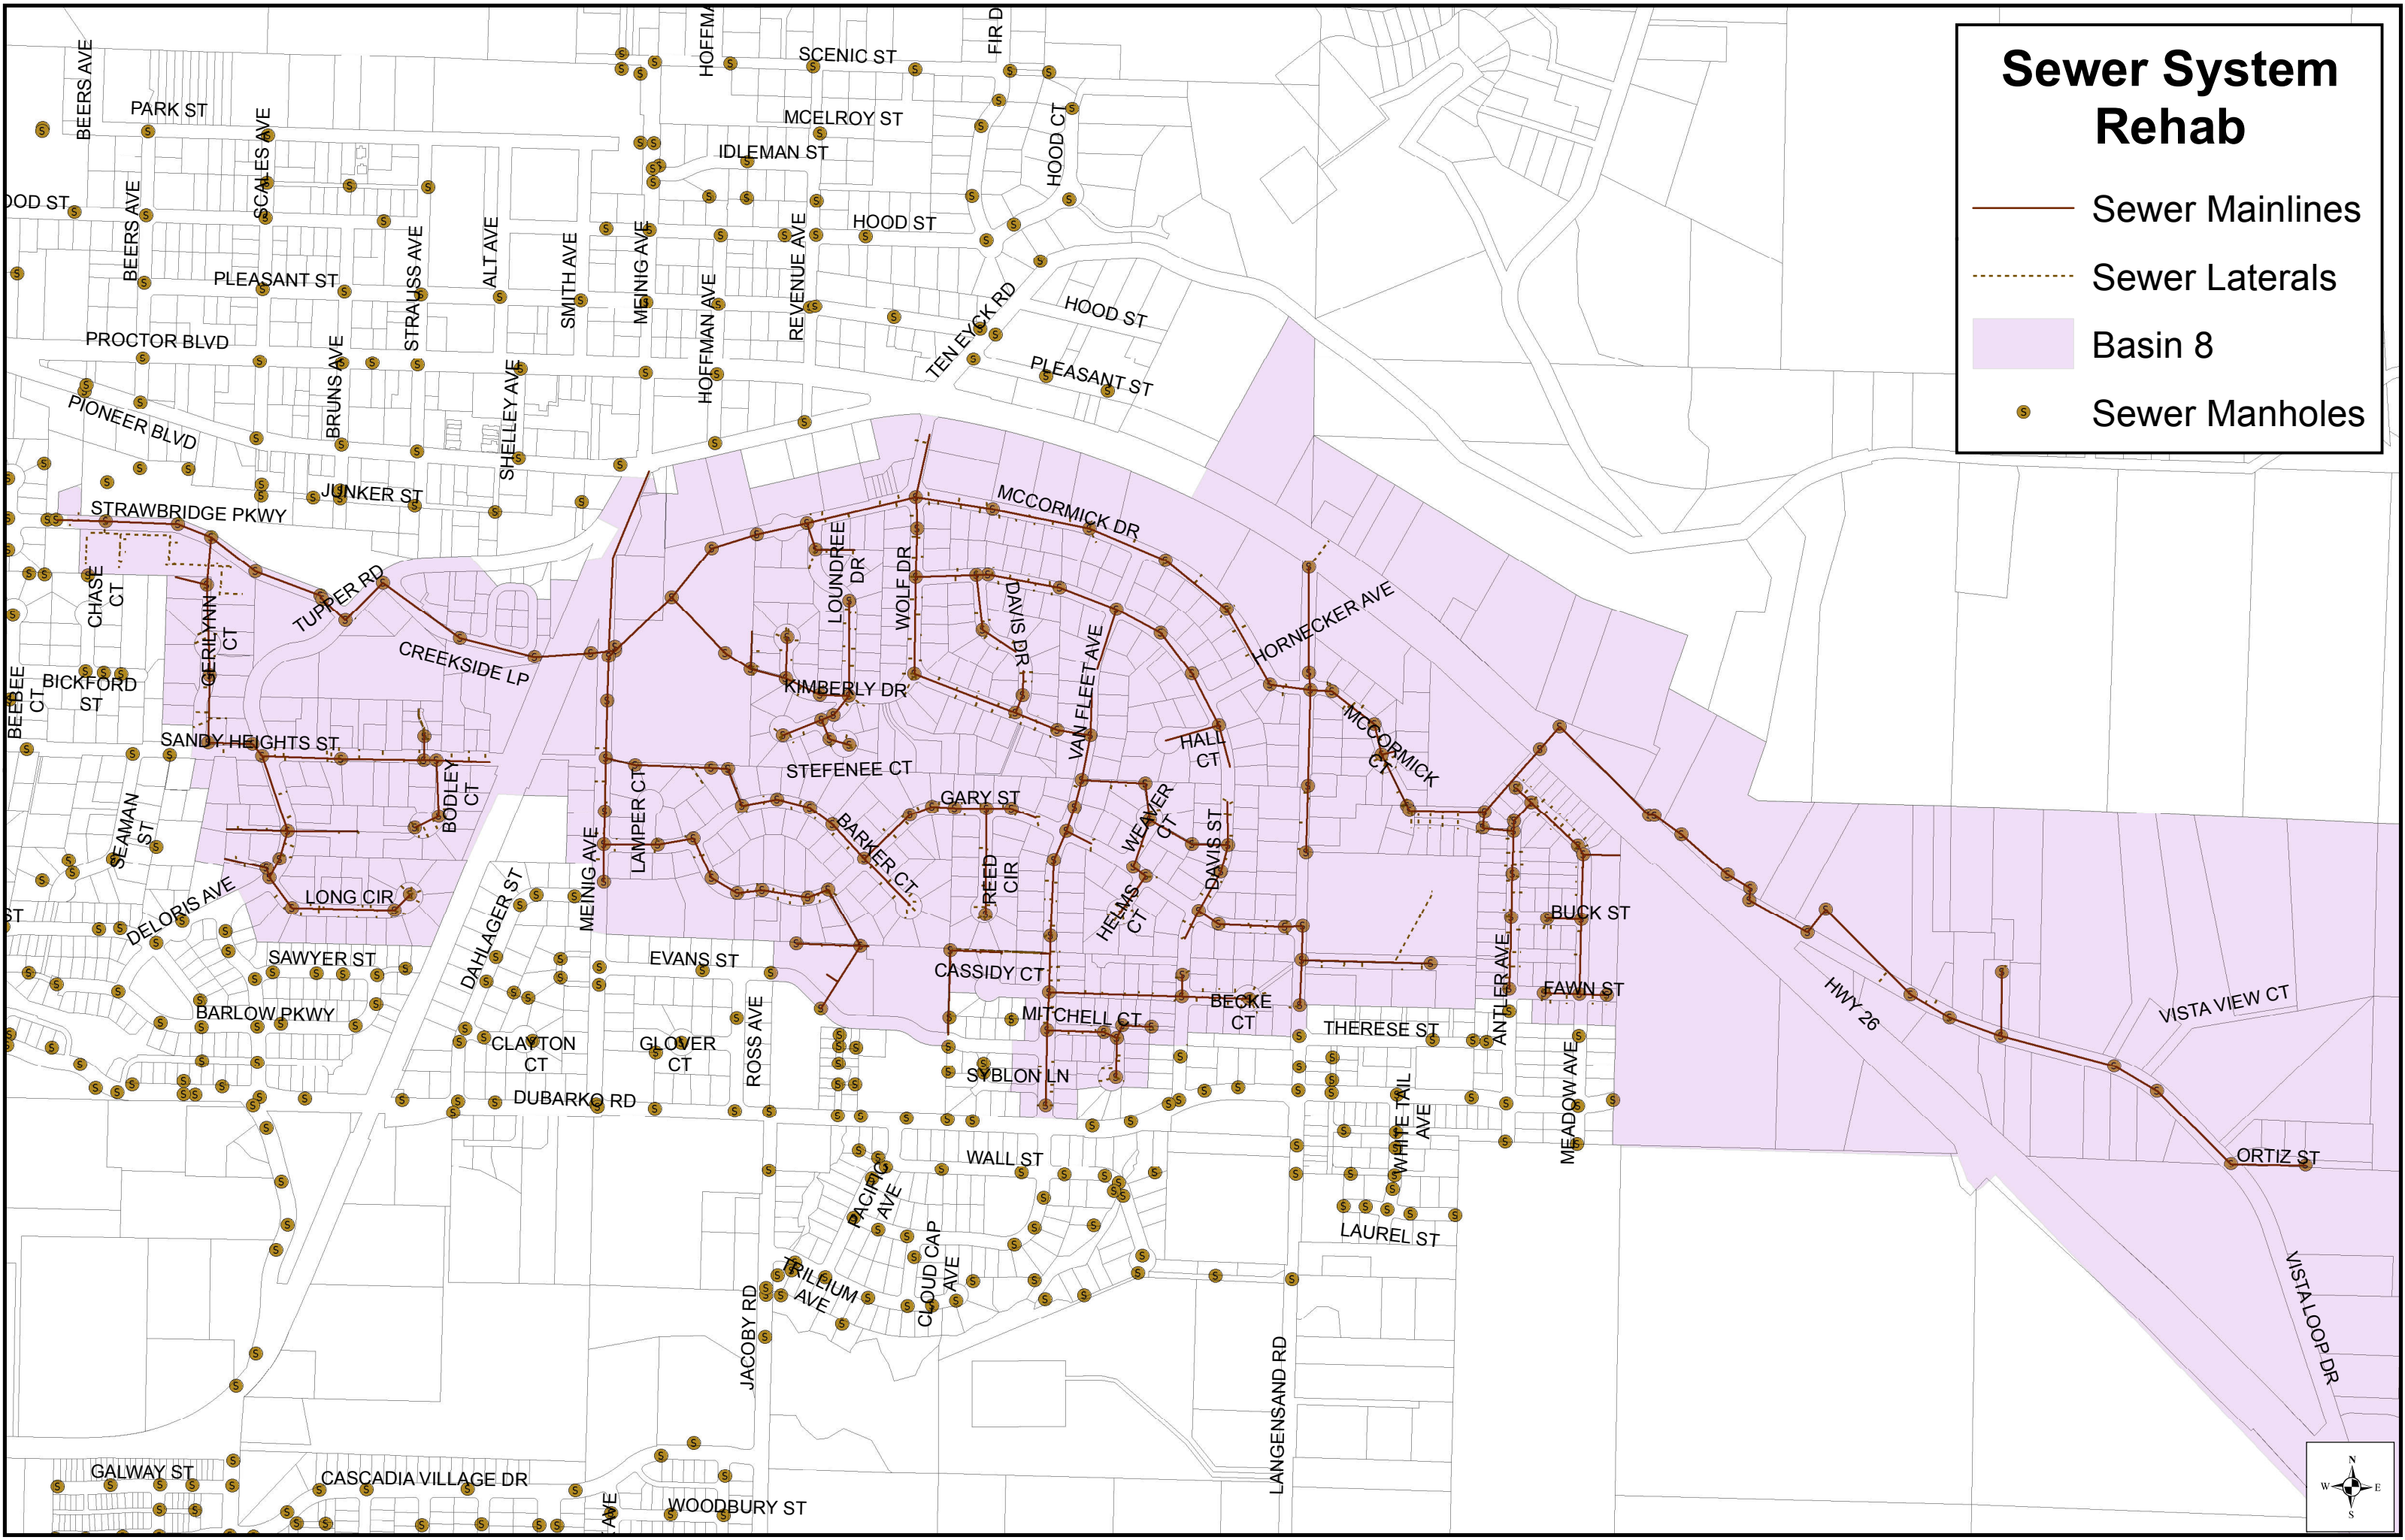 Sewer System
Rehab
Sewer Mainlines
Sewer Laterals
Basin 8
S Sewer Manholes
BEERS AVE
PARK ST
SCALES AVE
SCENIC ST
MCELROY ST
IDLEMAN ST
HOOD CT
BEERS AVE
HOOD ST
ALT AVE
STRAUSS AVE
SMITH AVE
MEINIG AVE
REVENUE AVE
HOFFMAN AVE
PLEASANT ST
PROCTOR BLVD
BRUNS AVE
SHELLEY AVE
TEN EYCK RD
HOOD ST
PLEASANT ST
PIONEER BLVD
JUNKER ST
STRAWBRIDGE PKWY
MCCORMICK DR
CHASE
CT
GERILYNN
CT
TUPPER RD
CREEKSIDE LP
LOUNDREE
DR
WOLF DR
DAVIS DR
VAN FLEET AVE
HORNECKER AVE
BEEBEE
CT
BICKFORD
ST
KIMBERLY DR
SANDY HEIGHTS ST
STEFENEE CT
HALL
CT
MCCORMICK
CT
BODLEY
CT
SEAMAN
ST
LAMPER CT
GARY ST
BARKER CT
WEAVER
CT
DAVIS ST
REED
CIR
HELMS
CT
MEINIG AVE
DELORIS AVE
LONG CIR
DAHLAGER ST
BUCK ST
SAWYER ST
EVANS ST
CASSIDY CT
ANTLER AVE
FAWN ST
HWY 26
VISTA VIEW CT
BARLOW PKWY
BECKE
CT
MITCHELL CT
THERESE ST
CLAYTON
CT
GLOVER
CT
ROSS AVE
SYBLON LN
MEADOW AVE
DUBARKO RD
WHITE TAIL
AVE
WALL ST
ORTIZ ST
PACIFIC
AVE
CLOUD CAP
AVE
LAUREL ST
TRILLIUM
AVE
JACOBY RD
LANGENSAND RD
VISTA LOOP DR
GALWAY ST
CASCADIA VILLAGE DR
WOODBURY ST
AVE
N
W E
S